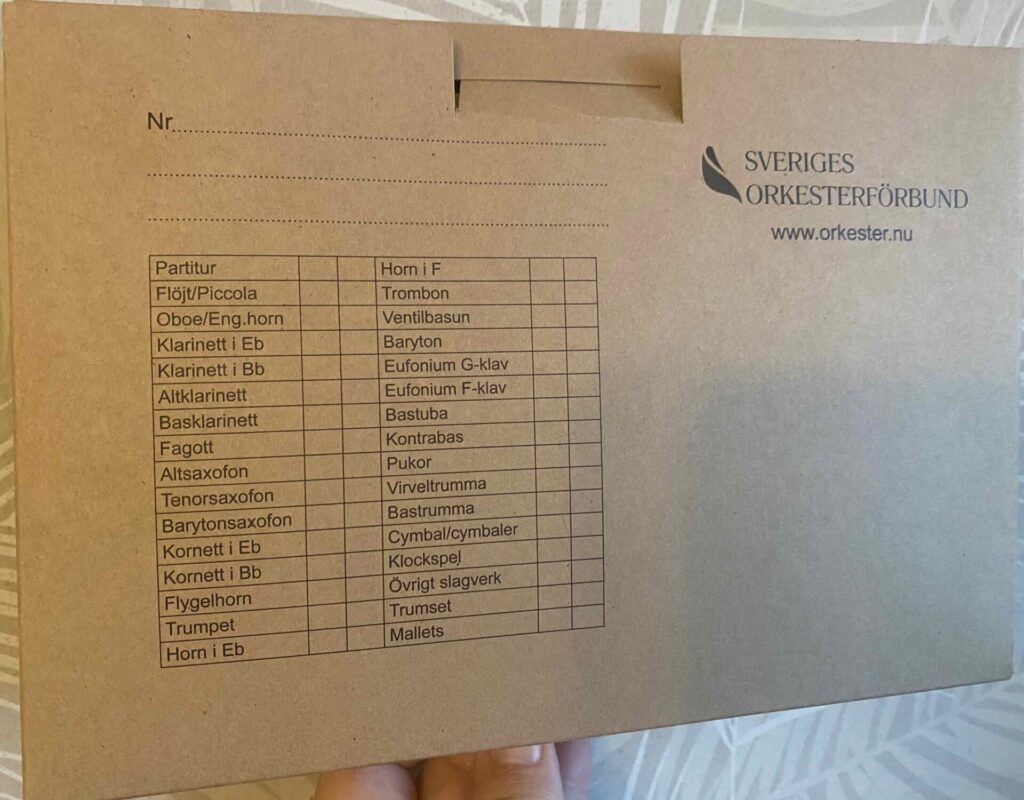 Nr
SVERIGES
ORKESTERFÖRBUND
www.orkester.nu
Partitur
Flöjt/Piccola
Oboe/Eng.horn
Klarinett i Eb
Klarinett i Bb
Altklarinett
Basklarinett
Fagott
Altsaxofon
Tenorsaxofon
Barytonsaxofon
Kornett i Eb
Kornett i Bb
Flygelhorn
Trumpet
Horn i Eb
Horn i F
Trombon
Ventilbasun
Baryton
Eufonium G-klav
Eufonium F-klav
Bastuba
Kontrabas
Pukor
Virveltrumma
Bastrumma
Cymbal/cymbaler
Klockspel
Övrigt slagverk
Trumset
Mallets